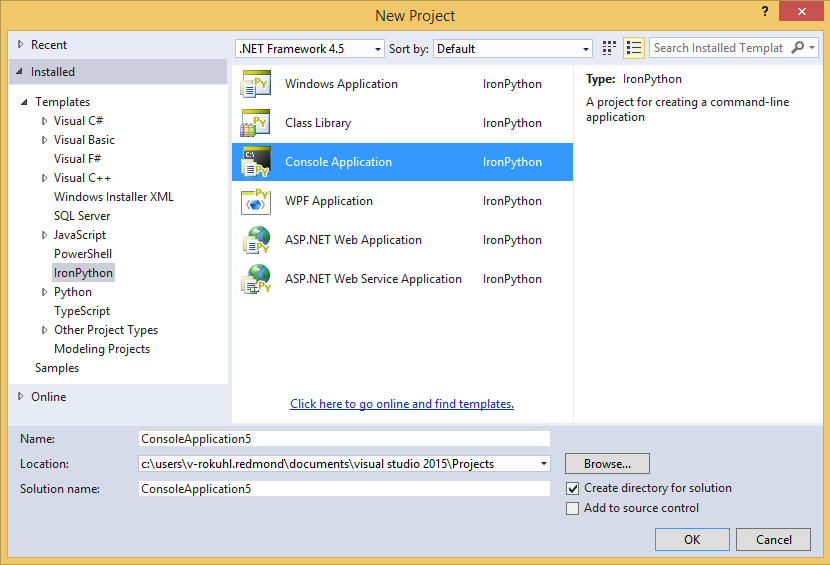 New Project
?
Recent
Installed
.NET Framework 4.5
Sort by:
Default
Search Installed Templat
Templates
Visual C#
Visual Basic
Visual F#
Visual C++
Windows Installer XML
SQL Server
JavaScript
PowerShell
IronPython
Python
TypeScript
Other Project Types
Modeling Projects
Samples
Online
Windows Application IronPython
Class Library IronPython
Console Application IronPython
WPF Application IronPython
ASP.NET Web Application IronPython
ASP.NET Web Service Application IronPython
Click here to go online and find templates.
Type: IronPython
A project for creating a command-line
application
Name: ConsoleApplication5
Location: c:\users\v-rokuhl.redmond\documents\visual studio 2015\Projects
Browse...
Solution name: ConsoleApplication5
Create directory for solution
Add to source control
OK
Cancel